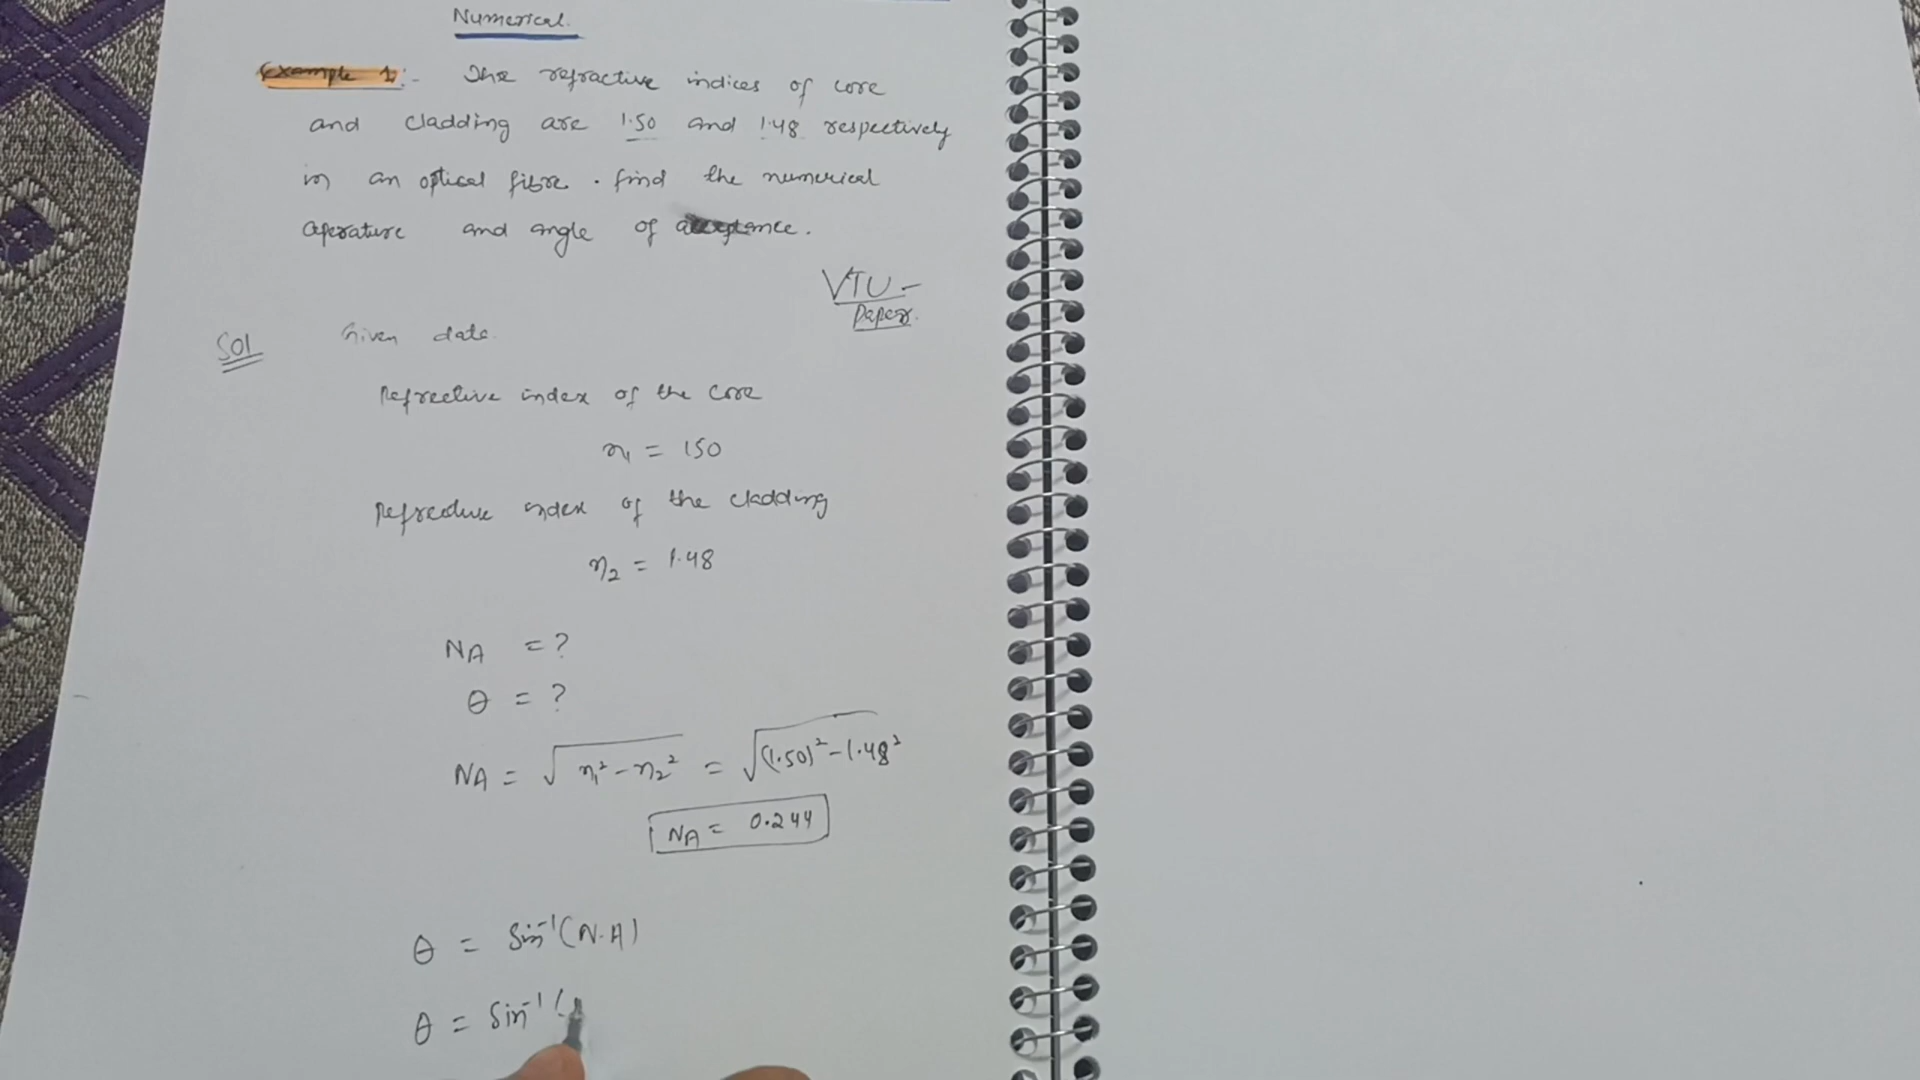 Numerical.
Example 1:- The refractive indices of core
and cladding are 1.50 and 1.48 respectively
in an optical fibre. find the numerical
aperature and angle of acceptance.
VTU -
Paper.
Sol Given data.
Refractive index of the core
n₁ = 150
Refractive index of the cladding
n₂ = 1.48
NA = ?
θ = ?
NA = √(n₁² - n₂²) = √((1.50)² - 1.48²)
NA = 0.244
θ = Sin⁻¹(N.A)
θ = Sin⁻¹(